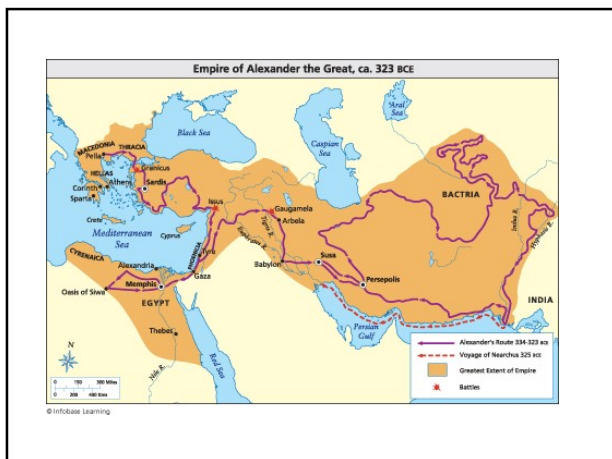 Empire of Alexander the Great, ca. 323 BCE
Aral
Sea
Black Sea
Caspian
Sea
MACEDONIA
THRACIA
Pella
Granicus
HELLAS
Athens
Sardis
Corinth
Sparta
Crete
Cyprus
Mediterranean
Sea
Issus
Gaugamela
Arbela
Tigris R.
Euphrates R.
BACTRIA
Indus R.
Hyphasis R.
CYRENAICA
Alexandria
PHOENICIA
Tyre
Gaza
Babylon
Susa
Persepolis
Oasis of Siwa
Memphis
EGYPT
Thebes
Nile R.
Red Sea
Persian
Gulf
INDIA
Alexander's Route 334-323 BCE
Voyage of Nearchus 325 BCE
Greatest Extent of Empire
Battles
N
0 150 300 Miles
0 200 400 Kms
© Infobase Learning